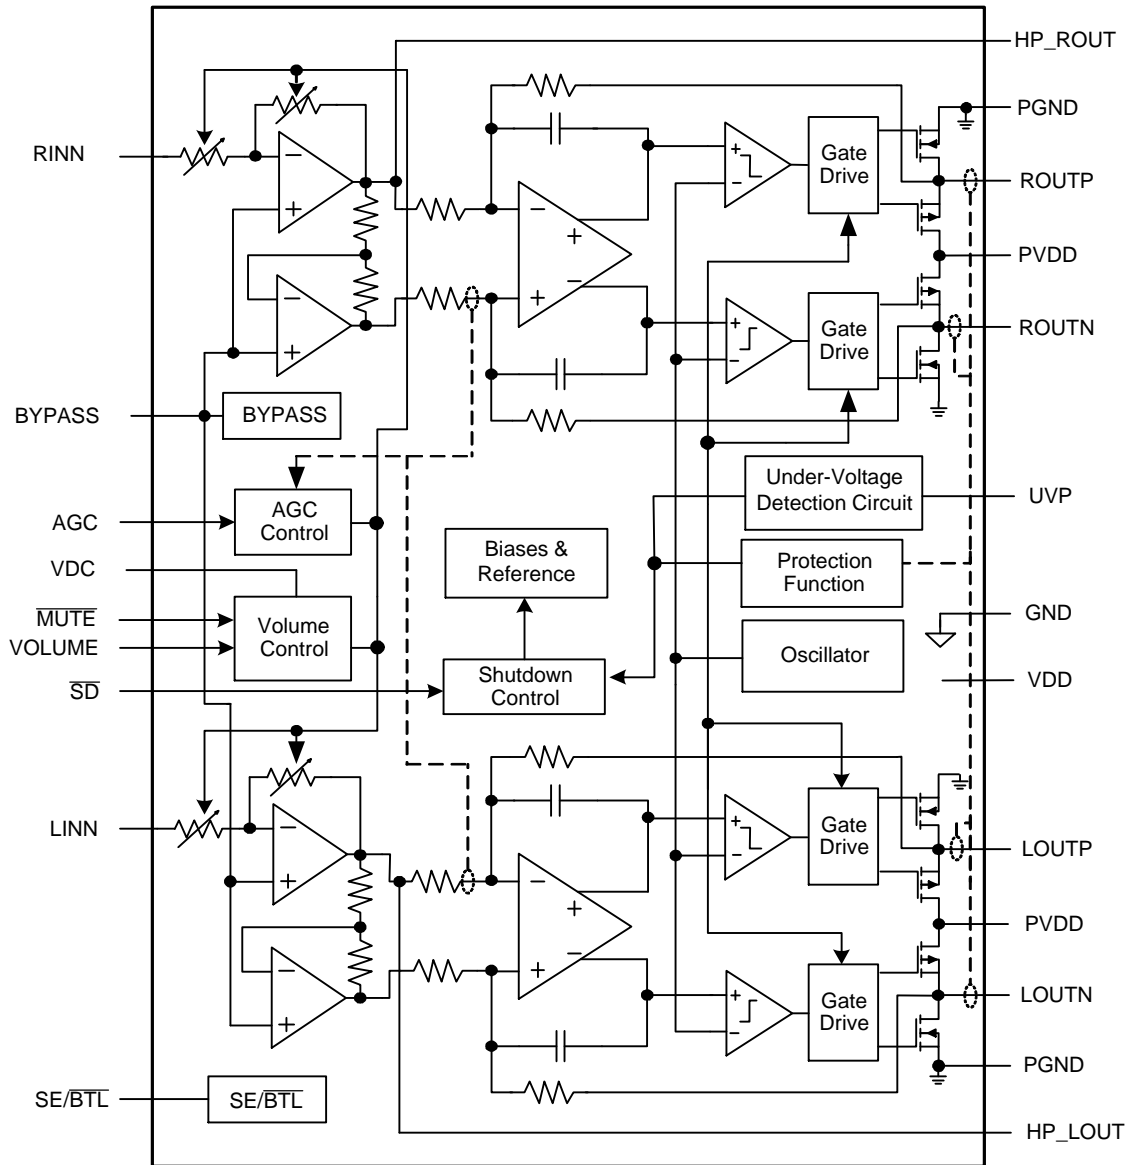 HP_ROUT
PGND
RINN
Gate
Drive
ROUTP
PVDD
Gate
Drive
ROUTN
BYPASS
BYPASS
AGC
AGC
Control
Under-Voltage
Detection Circuit
UVP
VDC
Biases &
Reference
Protection
Function
MUTE
VOLUME
Volume
Control
GND
SD
Shutdown
Control
Oscillator
VDD
LINN
Gate
Drive
LOUTP
PVDD
Gate
Drive
LOUTN
PGND
SE/BTL
SE/BTL
HP_LOUT